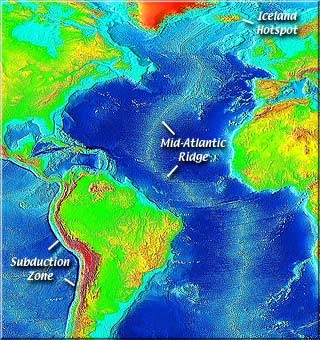 Iceland
Hotspot
Mid-Atlantic
Ridge
Subduction
Zone